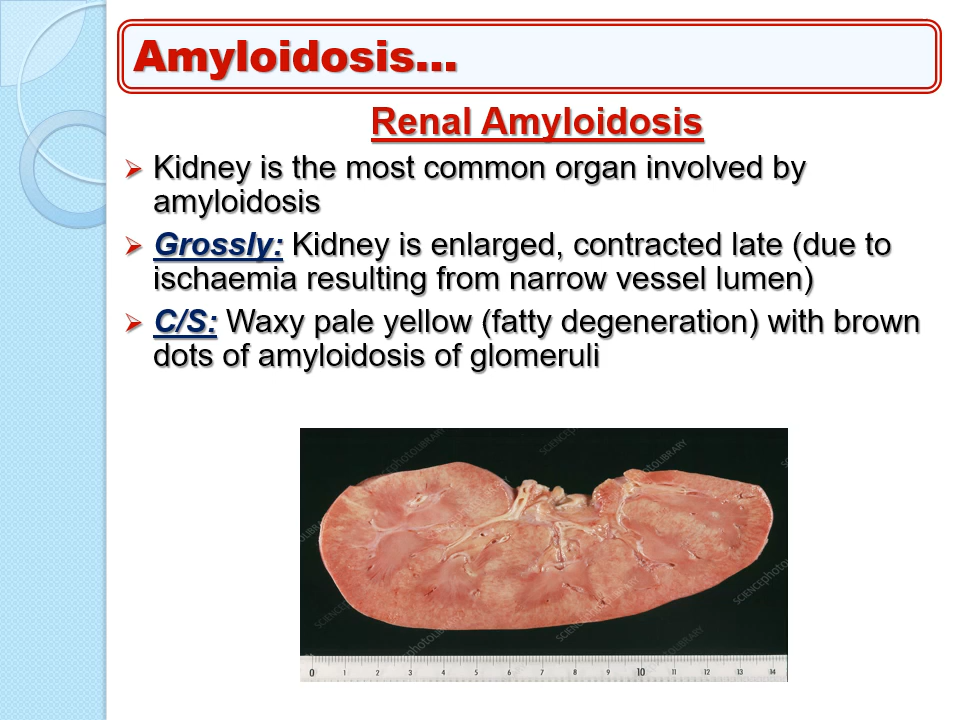 Amyloidosis...
Renal Amyloidosis
➢ Kidney is the most common organ involved by
amyloidosis
➢ Grossly: Kidney is enlarged, contracted late (due to
ischaemia resulting from narrow vessel lumen)
➢ C/S: Waxy pale yellow (fatty degeneration) with brown
dots of amyloidosis of glomeruli
SCIENCEphotoLIBRARY
0 1 2 3 4 5 6 7 8 9 10 11 12 13 14